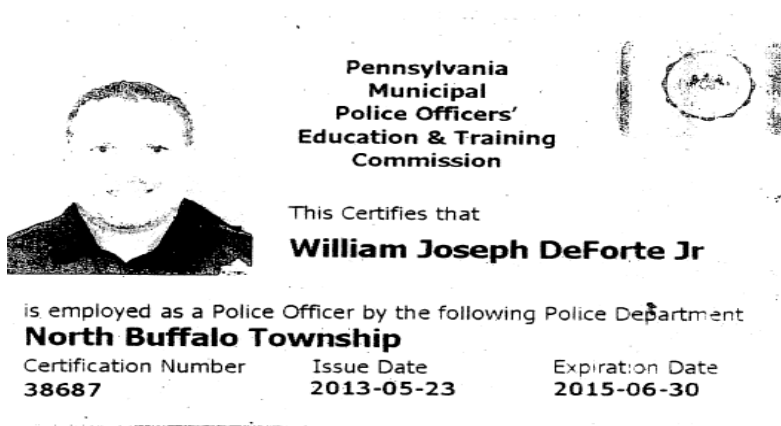 Pennsylvania
Municipal
Police Officers'
Education & Training
Commission
This Certifies that
William Joseph DeForte Jr
is employed as a Police Officer by the following Police Department
North Buffalo Township
Certification Number Issue Date Expiration Date
38687 2013-05-23 2015-06-30